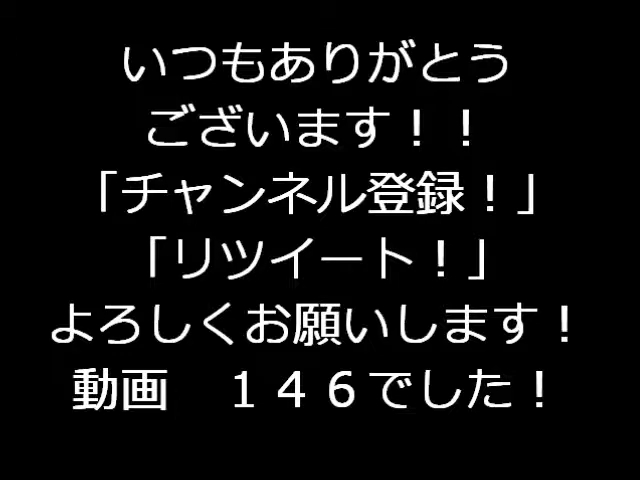 いつもありがとう
ございます！！
「チャンネル登録！」
「リツイート！」
よろしくお願いします！
動画　１４６でした！